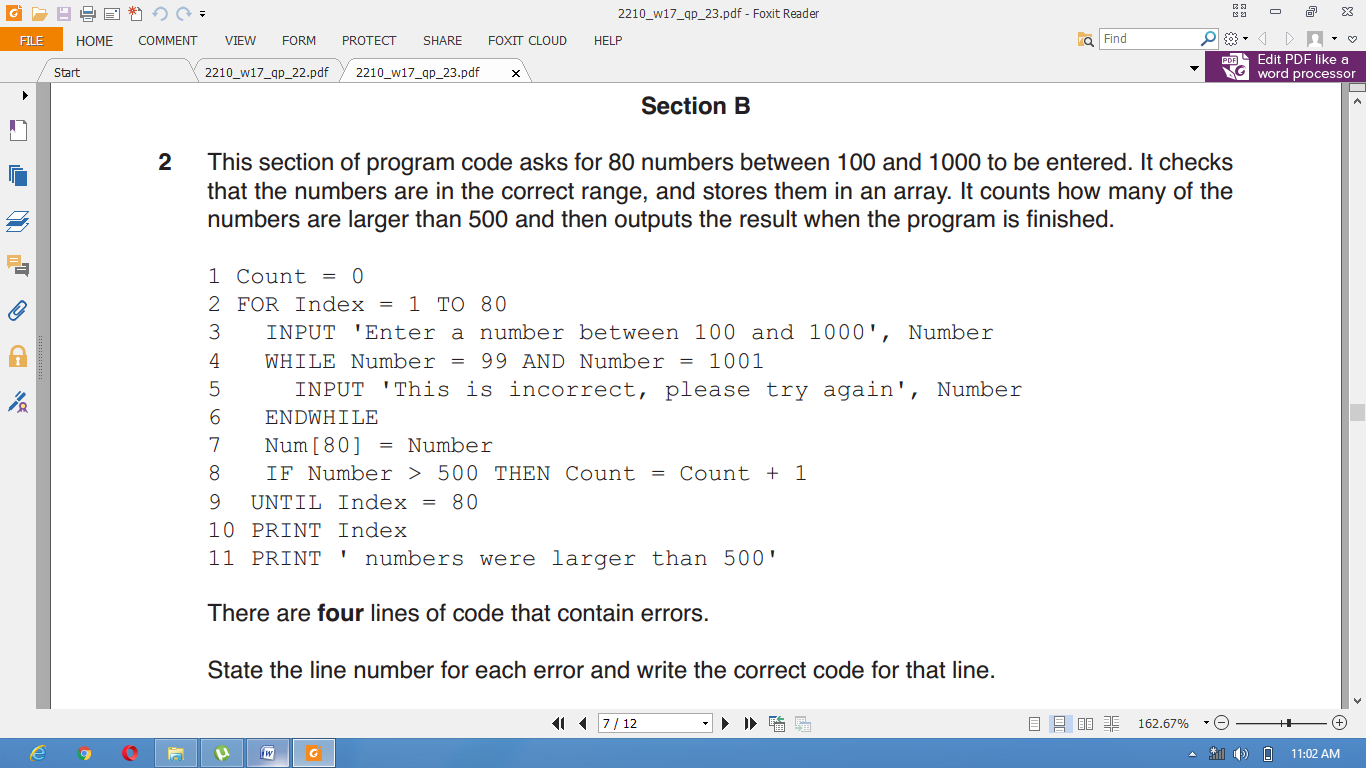 2210_w17_qp_23.pdf - Foxit Reader
FILE HOME COMMENT VIEW FORM PROTECT SHARE FOXIT CLOUD HELP Find
Start 2210_w17_qp_22.pdf 2210_w17_qp_23.pdf x
PDF Edit PDF like a
word processor
Section B
2 This section of program code asks for 80 numbers between 100 and 1000 to be entered. It checks
that the numbers are in the correct range, and stores them in an array. It counts how many of the
numbers are larger than 500 and then outputs the result when the program is finished.
1 Count = 0
2 FOR Index = 1 TO 80
3 INPUT 'Enter a number between 100 and 1000', Number
4 WHILE Number = 99 AND Number = 1001
5 INPUT 'This is incorrect, please try again', Number
6 ENDWHILE
7 Num[80] = Number
8 IF Number > 500 THEN Count = Count + 1
9 UNTIL Index = 80
10 PRINT Index
11 PRINT ' numbers were larger than 500'
There are four lines of code that contain errors.
State the line number for each error and write the correct code for that line.
7 / 12 162.67%
11:02 AM